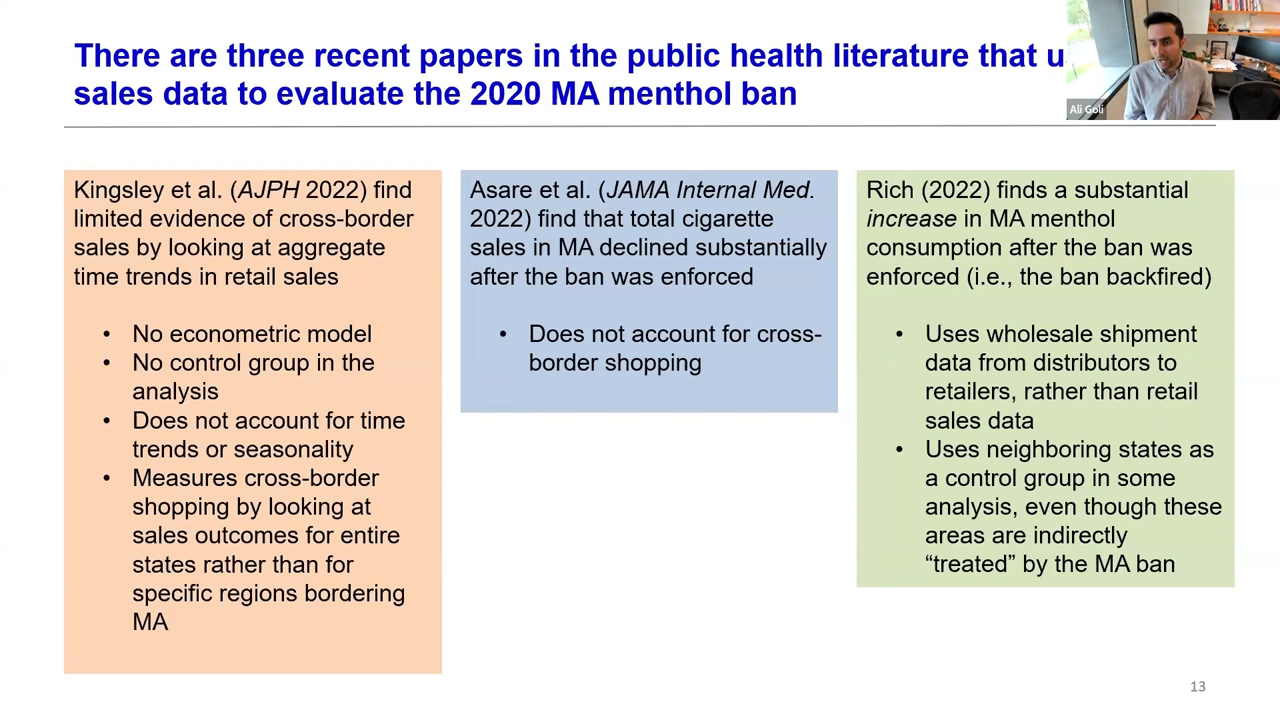 There are three recent papers in the public health literature that u
sales data to evaluate the 2020 MA menthol ban
Ali Goli
Kingsley et al. (AJPH 2022) find
limited evidence of cross-border
sales by looking at aggregate
time trends in retail sales
• No econometric model
• No control group in the
analysis
• Does not account for time
trends or seasonality
• Measures cross-border
shopping by looking at
sales outcomes for entire
states rather than for
specific regions bordering
MA
Asare et al. (JAMA Internal Med.
2022) find that total cigarette
sales in MA declined substantially
after the ban was enforced
• Does not account for cross-
border shopping
Rich (2022) finds a substantial
increase in MA menthol
consumption after the ban was
enforced (i.e., the ban backfired)
• Uses wholesale shipment
data from distributors to
retailers, rather than retail
sales data
• Uses neighboring states as
a control group in some
analysis, even though these
areas are indirectly
“treated” by the MA ban
13